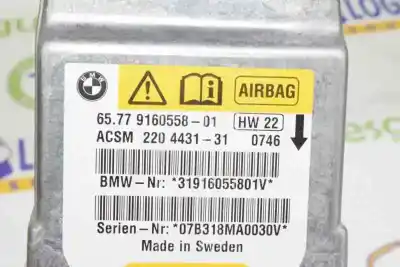 BMW
AIRBAG
65.77 9160558-01 HW 22
ACSM 220 4431-31 0746
BMW-Nr: *31916055801V*
Serien-Nr: *07B318MA0030V*
Made in Sweden